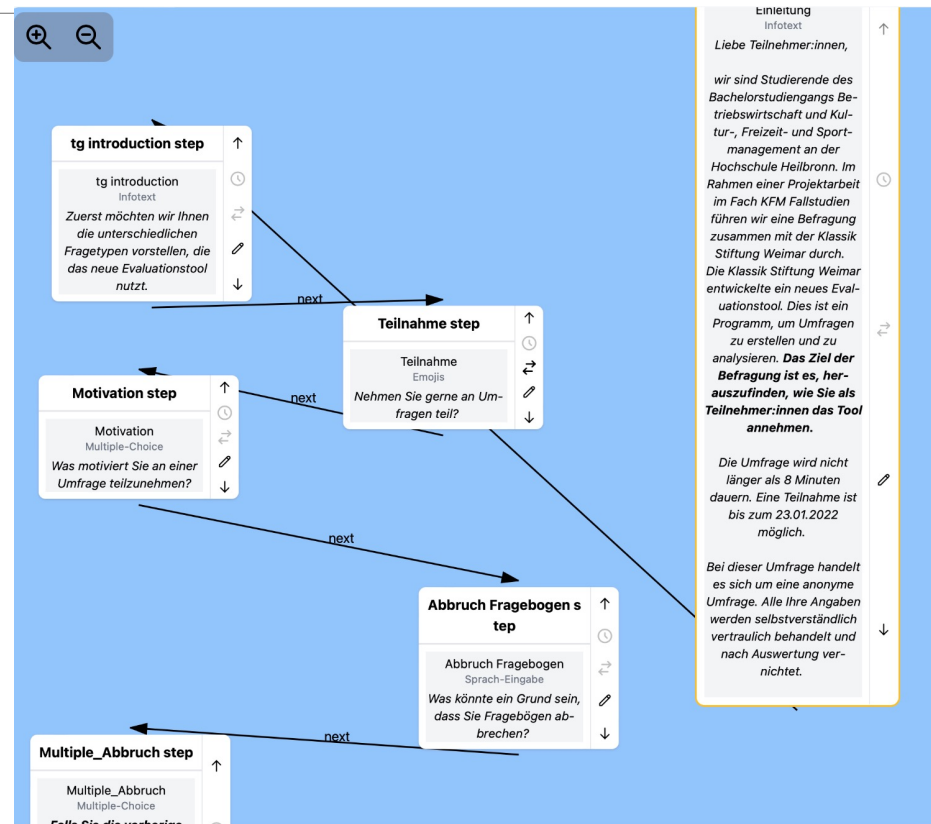 Einleitung
Infotext
Liebe Teilnehmer:innen,
wir sind Studierende des
Bachelorstudiengangs Be-
triebswirtschaft und Kul-
tur-, Freizeit- und Sport-
management an der
Hochschule Heilbronn. Im
Rahmen einer Projektarbeit
im Fach KFM Fallstudien
führen wir eine Befragung
zusammen mit der Klassik
Stiftung Weimar durch.
Die Klassik Stiftung Weimar
entwickelte ein neues Eval-
uationstool. Dies ist ein
Programm, um Umfragen
zu erstellen und zu
analysieren. Das Ziel der
Befragung ist es, her-
auszufinden, wie Sie als
Teilnehmer:innen das Tool
annehmen.
Die Umfrage wird nicht
länger als 8 Minuten
dauern. Eine Teilnahme ist
bis zum 23.01.2022
möglich.
Bei dieser Umfrage handelt
es sich um eine anonyme
Umfrage. Alle Ihre Angaben
werden selbstverständlich
vertraulich behandelt und
nach Auswertung ver-
nichtet.
tg introduction step
tg introduction
Infotext
Zuerst möchten wir Ihnen
die unterschiedlichen
Fragetypen vorstellen, die
das neue Evaluationstool
nutzt.
next
Teilnahme step
Teilnahme
Emojis
Nehmen Sie gerne an Um-
fragen teil?
next
Motivation step
Motivation
Multiple-Choice
Was motiviert Sie an einer
Umfrage teilzunehmen?
next
Abbruch Fragebogen s
tep
Abbruch Fragebogen
Sprach-Eingabe
Was könnte ein Grund sein,
dass Sie Fragebögen ab-
brechen?
next
Multiple_Abbruch step
Multiple_Abbruch
Multiple-Choice
Falls Sie die vorherige